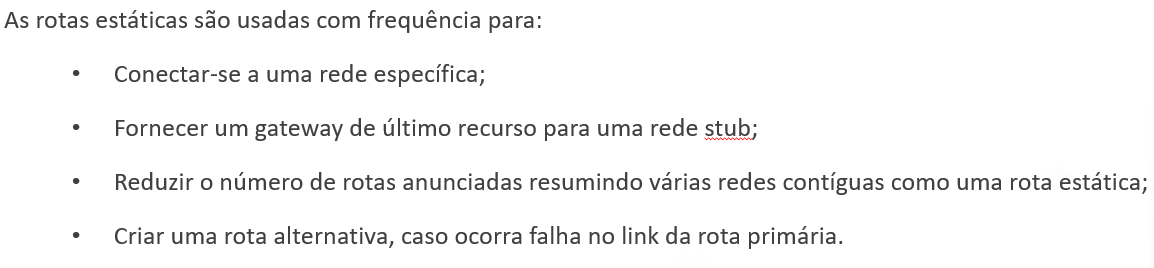 As rotas estáticas são usadas com frequência para:
• Conectar-se a uma rede específica;
• Fornecer um gateway de último recurso para uma rede stub;
• Reduzir o número de rotas anunciadas resumindo várias redes contíguas como uma rota estática;
• Criar uma rota alternativa, caso ocorra falha no link da rota primária.